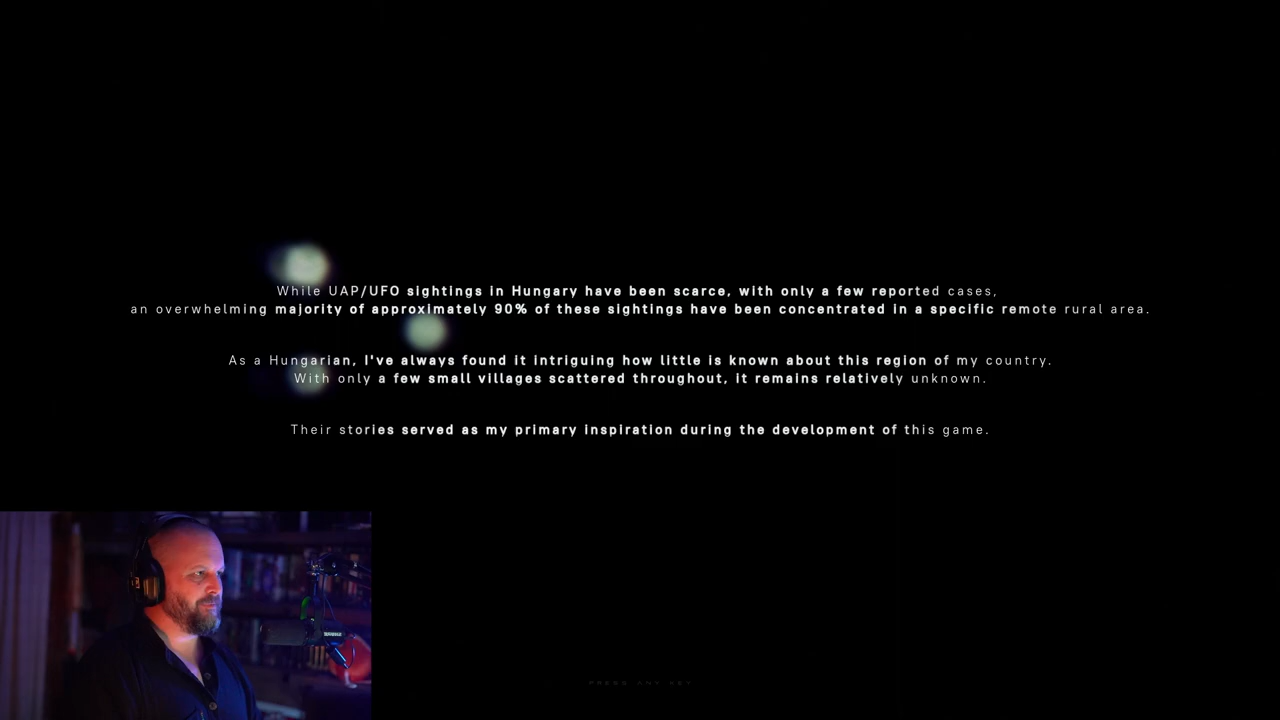 While UAP/UFO sightings in Hungary have been scarce, with only a few reported cases,
an overwhelming majority of approximately 90% of these sightings have been concentrated in a specific remote rural area.
As a Hungarian, I've always found it intriguing how little is known about this region of my country.
With only a few small villages scattered throughout, it remains relatively unknown.
Their stories served as my primary inspiration during the development of this game.
PRESS ANY KEY